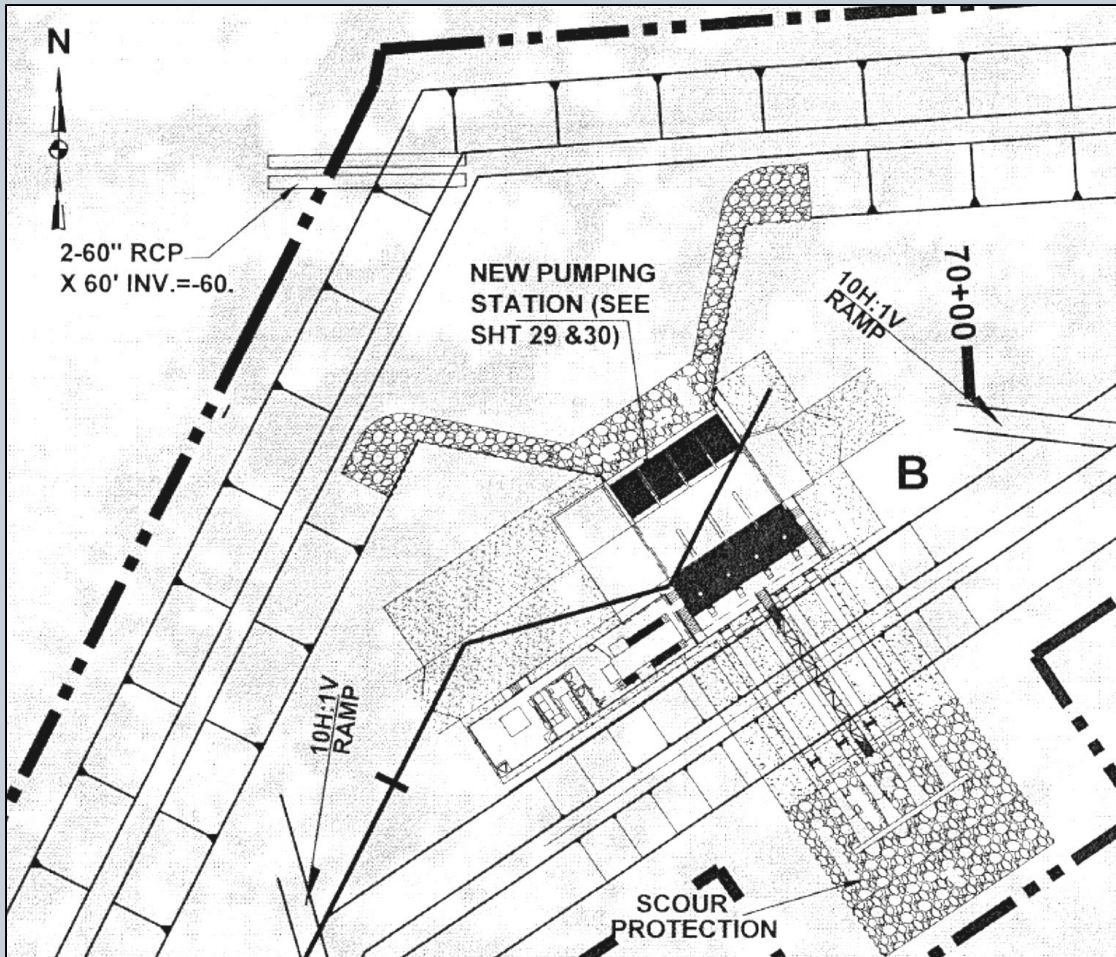 N
2-60" RCP
X 60' INV.=-60.
NEW PUMPING
STATION (SEE
SHT 29 &30)
70+00
10H:1V
RAMP
B
10H:1V
RAMP
SCOUR
PROTECTION